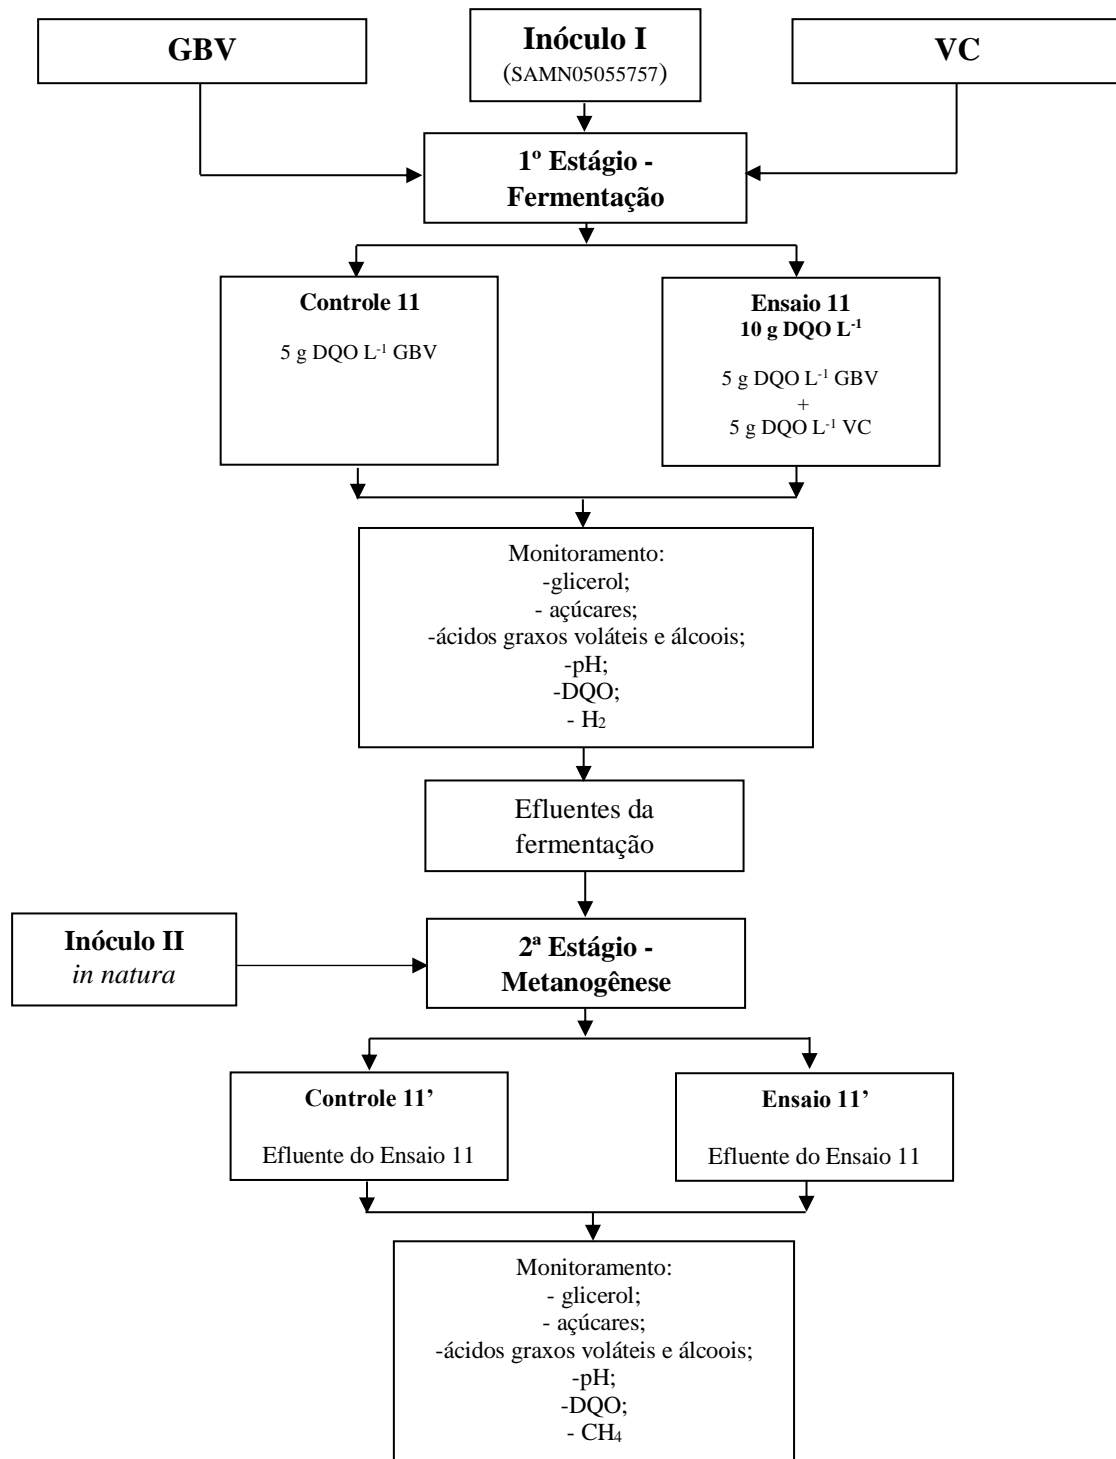 GBV
Inóculo I
(SAMN05055757)
VC
1º Estágio -
Fermentação
Controle 11
5 g DQO L⁻¹ GBV
Ensaio 11
10 g DQO L⁻¹
5 g DQO L⁻¹ GBV
+
5 g DQO L⁻¹ VC
Monitoramento:
-glicerol;
- açúcares;
-ácidos graxos voláteis e álcoois;
-pH;
-DQO;
- H₂
Efluentes da
fermentação
Inóculo II
in natura
2ª Estágio -
Metanogênese
Controle 11’
Efluente do Ensaio 11
Ensaio 11’
Efluente do Ensaio 11
Monitoramento:
- glicerol;
- açúcares;
-ácidos graxos voláteis e álcoois;
-pH;
-DQO;
- CH₄